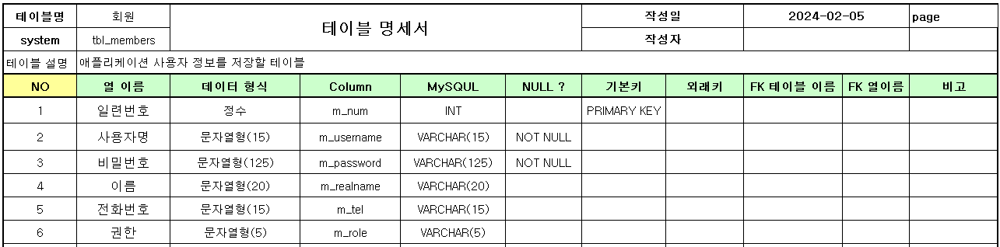 테이블명 회원 테이블 명세서 작성일 2024-02-05 page
system tbl_members 작성자
테이블 설명 애플리케이션 사용자 정보를 저장할 테이블
NO 열 이름 데이터 형식 Column MySQUL NULL ? 기본키 외래키 FK 테이블 이름 FK 열이름 비고
1 일련번호 정수 m_num INT PRIMARY KEY
2 사용자명 문자열형(15) m_username VARCHAR(15) NOT NULL
3 비밀번호 문자열형(125) m_password VARCHAR(125) NOT NULL
4 이름 문자열형(20) m_realname VARCHAR(20)
5 전화번호 문자열형(15) m_tel VARCHAR(15)
6 권한 문자열형(5) m_role VARCHAR(5)